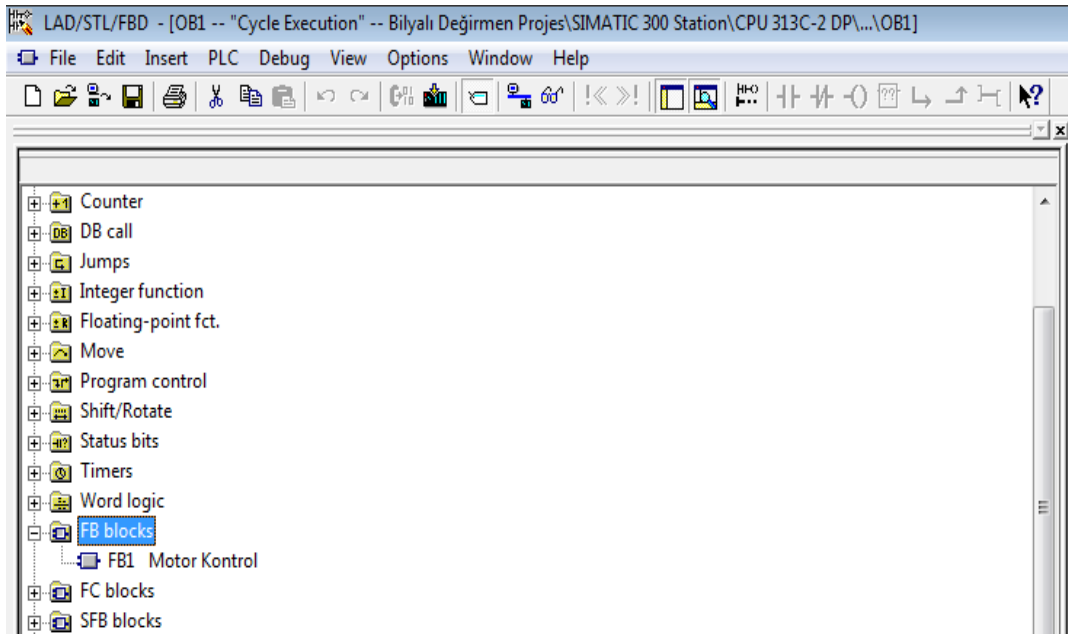 LAD/STL/FBD - [OB1 -- "Cycle Execution" -- Bilyalı Değirmen Projes\SIMATIC 300 Station\CPU 313C-2 DP\...\OB1]
File Edit Insert PLC Debug View Options Window Help
Counter
DB call
Jumps
Integer function
Floating-point fct.
Move
Program control
Shift/Rotate
Status bits
Timers
Word logic
FB blocks
FB1 Motor Kontrol
FC blocks
SFB blocks